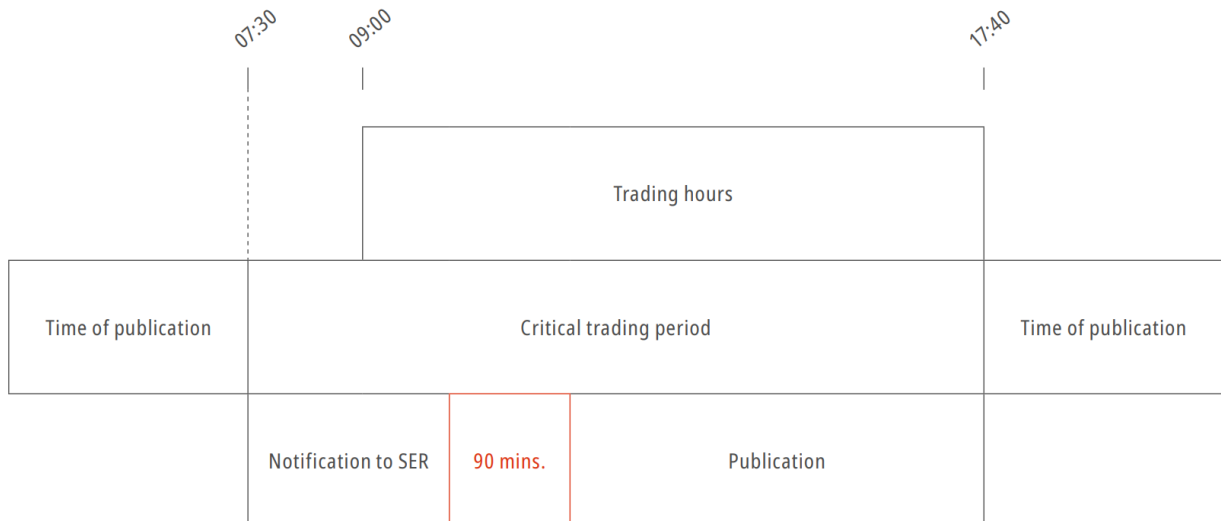 07:30
09:00
17:40
Trading hours
Time of publication
Critical trading period
Time of publication
Notification to SER
90 mins.
Publication